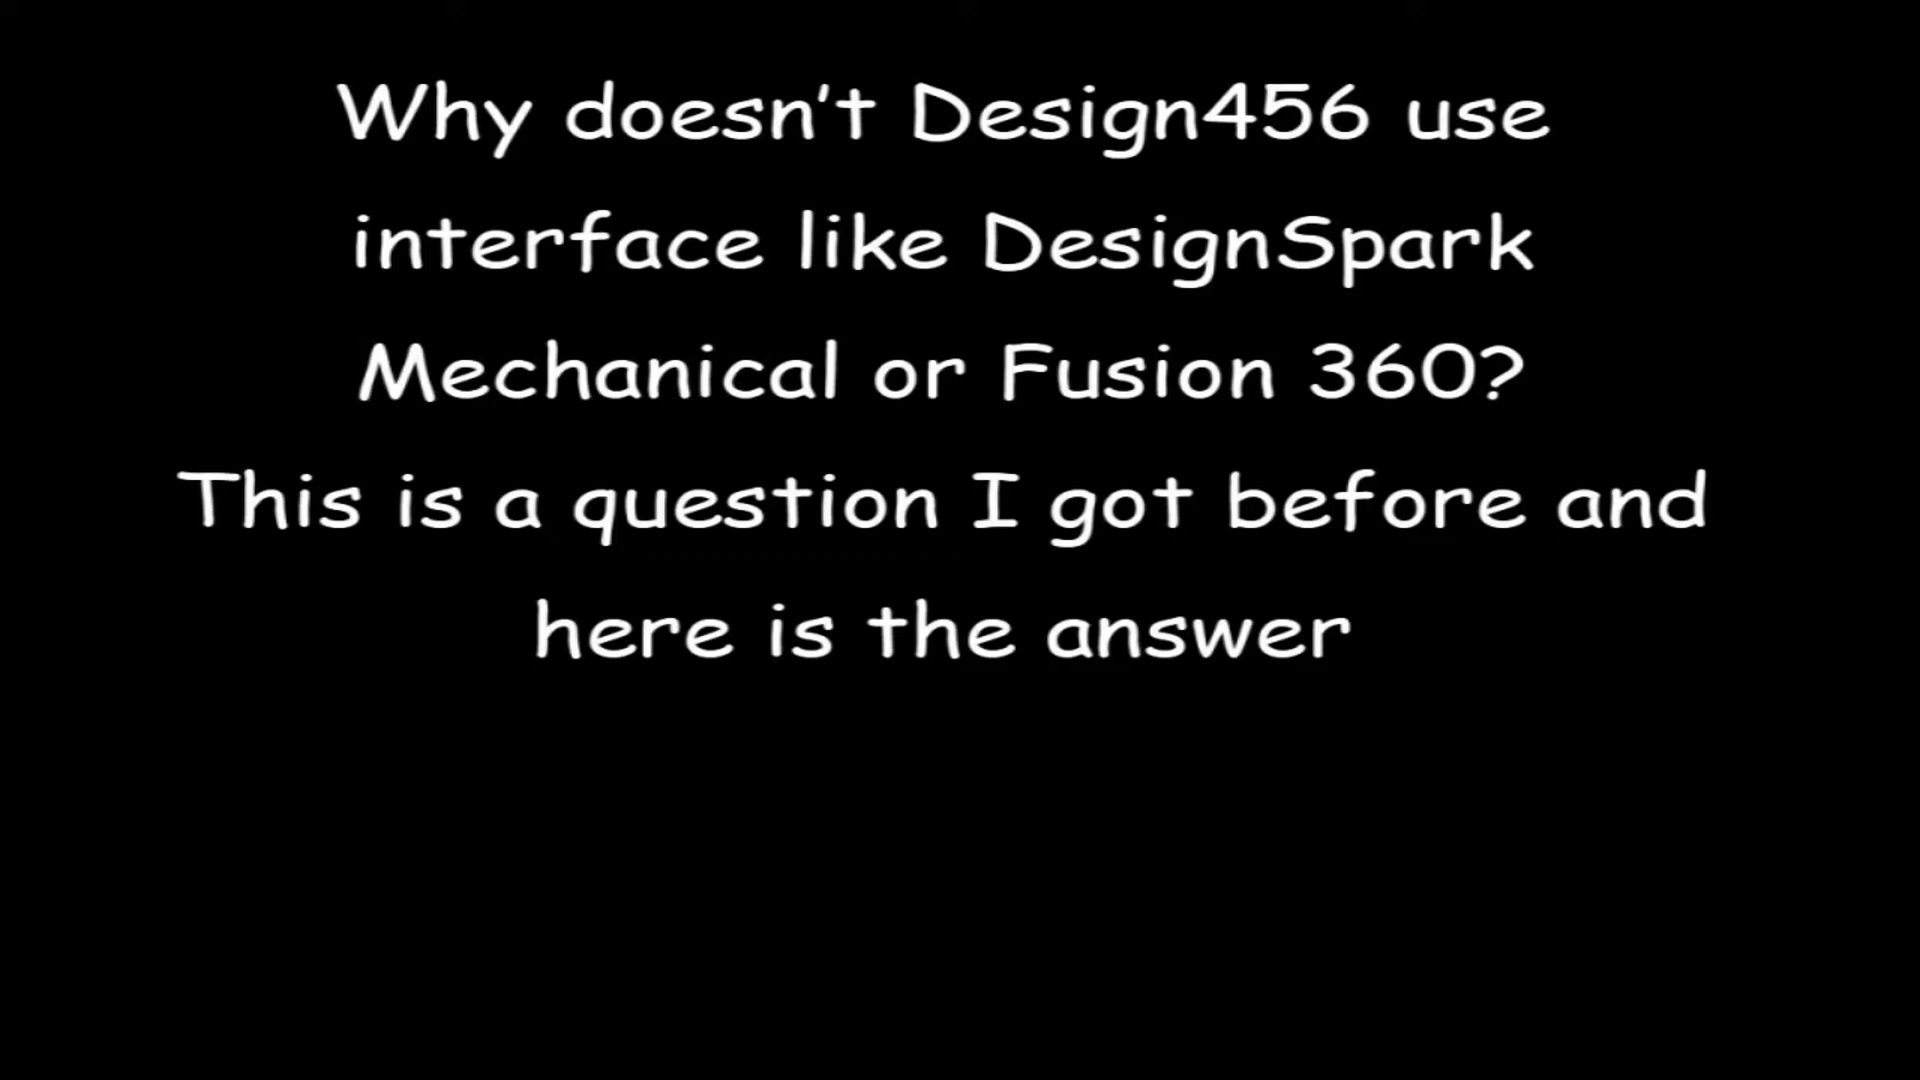 Why doesn't Design456 use
interface like DesignSpark
Mechanical or Fusion 360?
This is a question I got before and
here is the answer